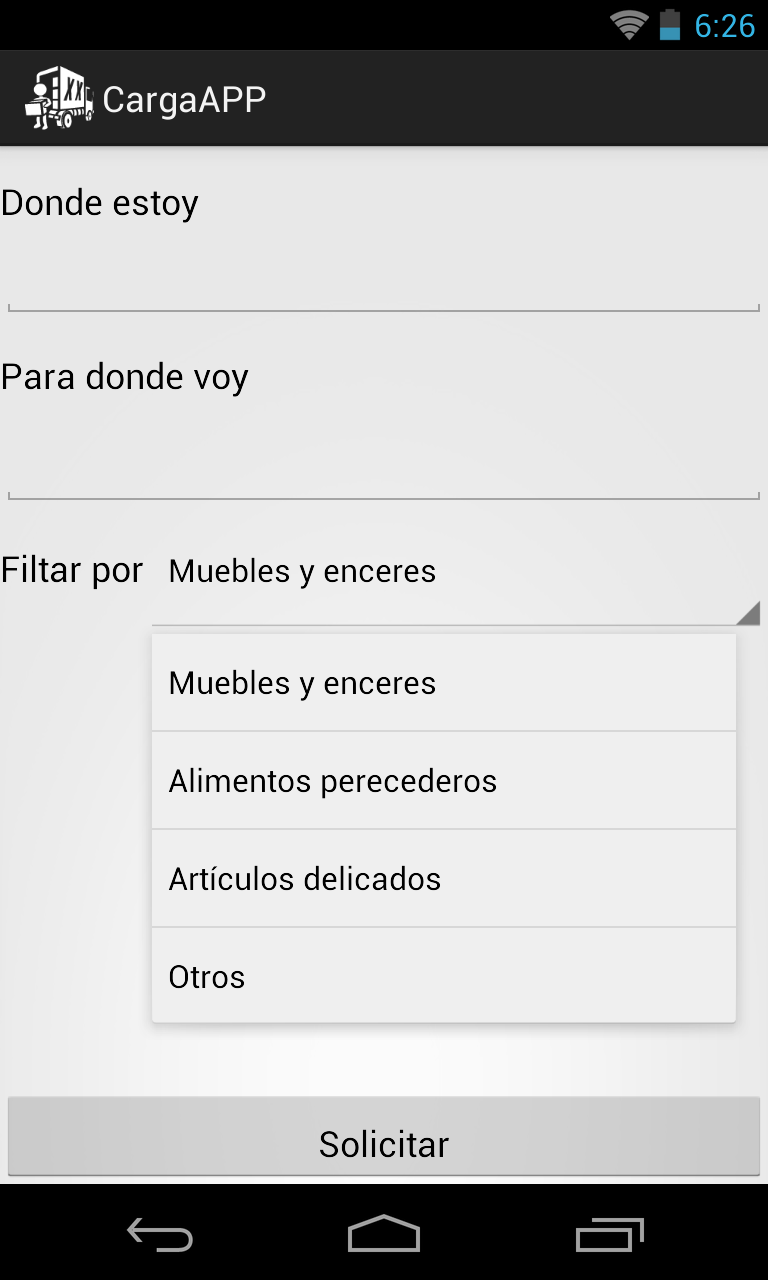 6:26
XX
CargaAPP
Donde estoy
Para donde voy
Filtar por
Muebles y enceres
Muebles y enceres
Alimentos perecederos
Artículos delicados
Otros
Solicitar